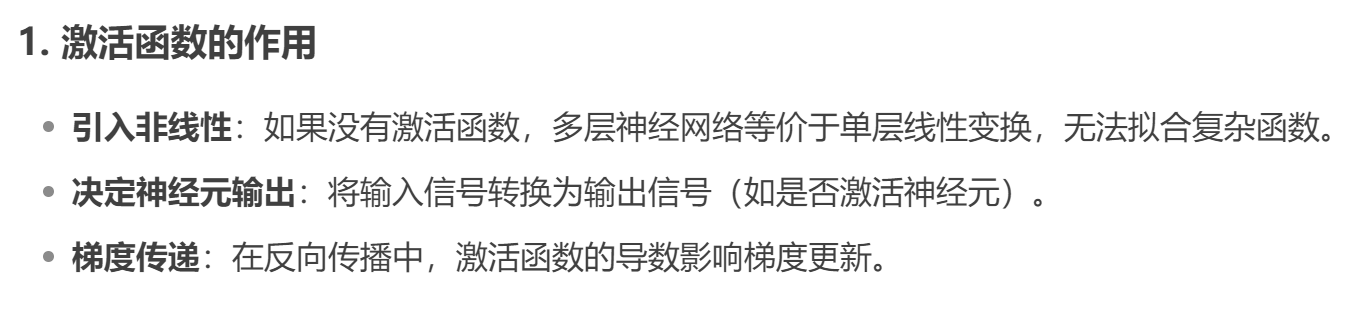 1. 激活函数的作用
引入非线性：如果没有激活函数，多层神经网络等价于单层线性变换，无法拟合复杂函数。
决定神经元输出：将输入信号转换为输出信号（如是否激活神经元）。
梯度传递：在反向传播中，激活函数的导数影响梯度更新。